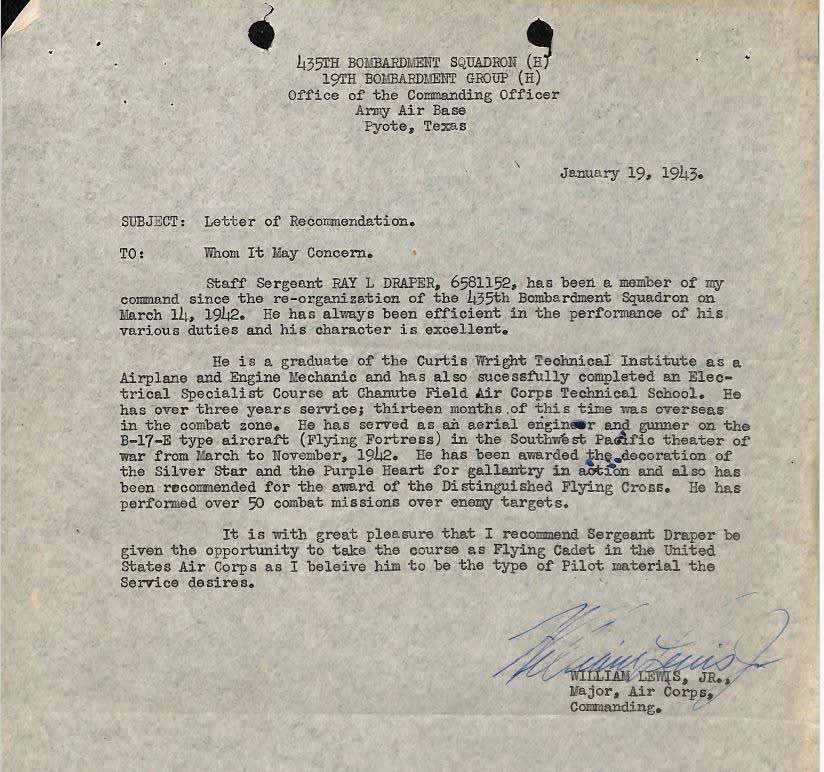 435TH BOMBARDMENT SQUADRON (H)
19TH BOMBARDMENT GROUP (H)
Office of the Commanding Officer
Army Air Base
Pyote, Texas
January 19, 1943.
SUBJECT: Letter of Recommendation.
TO: Whom It May Concern.
Staff Sergeant RAY L DRAPER, 6581152, has been a member of my
command since the re-organization of the 435th Bombardment Squadron on
March 14, 1942. He has always been efficient in the performance of his
various duties and his character is excellent.
He is a graduate of the Curtis Wright Technical Institute as a
Airplane and Engine Mechanic and has also sucessfully completed an Elec-
trical Specialist Course at Chanute Field Air Corps Technical School. He
has over three years service; thirteen months of this time was overseas
in the combat zone. He has served as an aerial engineer and gunner on the
B-17-E type aircraft (Flying Fortress) in the Southwest Pacific theater of
war from March to November, 1942. He has been awarded the decoration of
the Silver Star and the Purple Heart for gallantry in action and also has
been recommended for the award of the Distinguished Flying Cross. He has
performed over 50 combat missions over enemy targets.
It is with great pleasure that I recommend Sergeant Draper be
given the opportunity to take the course as Flying Cadet in the United
States Air Corps as I beleive him to be the type of Pilot material the
Service desires.
William Lewis Jr
WILLIAM LEWIS, JR.,
Major, Air Corps,
Commanding.